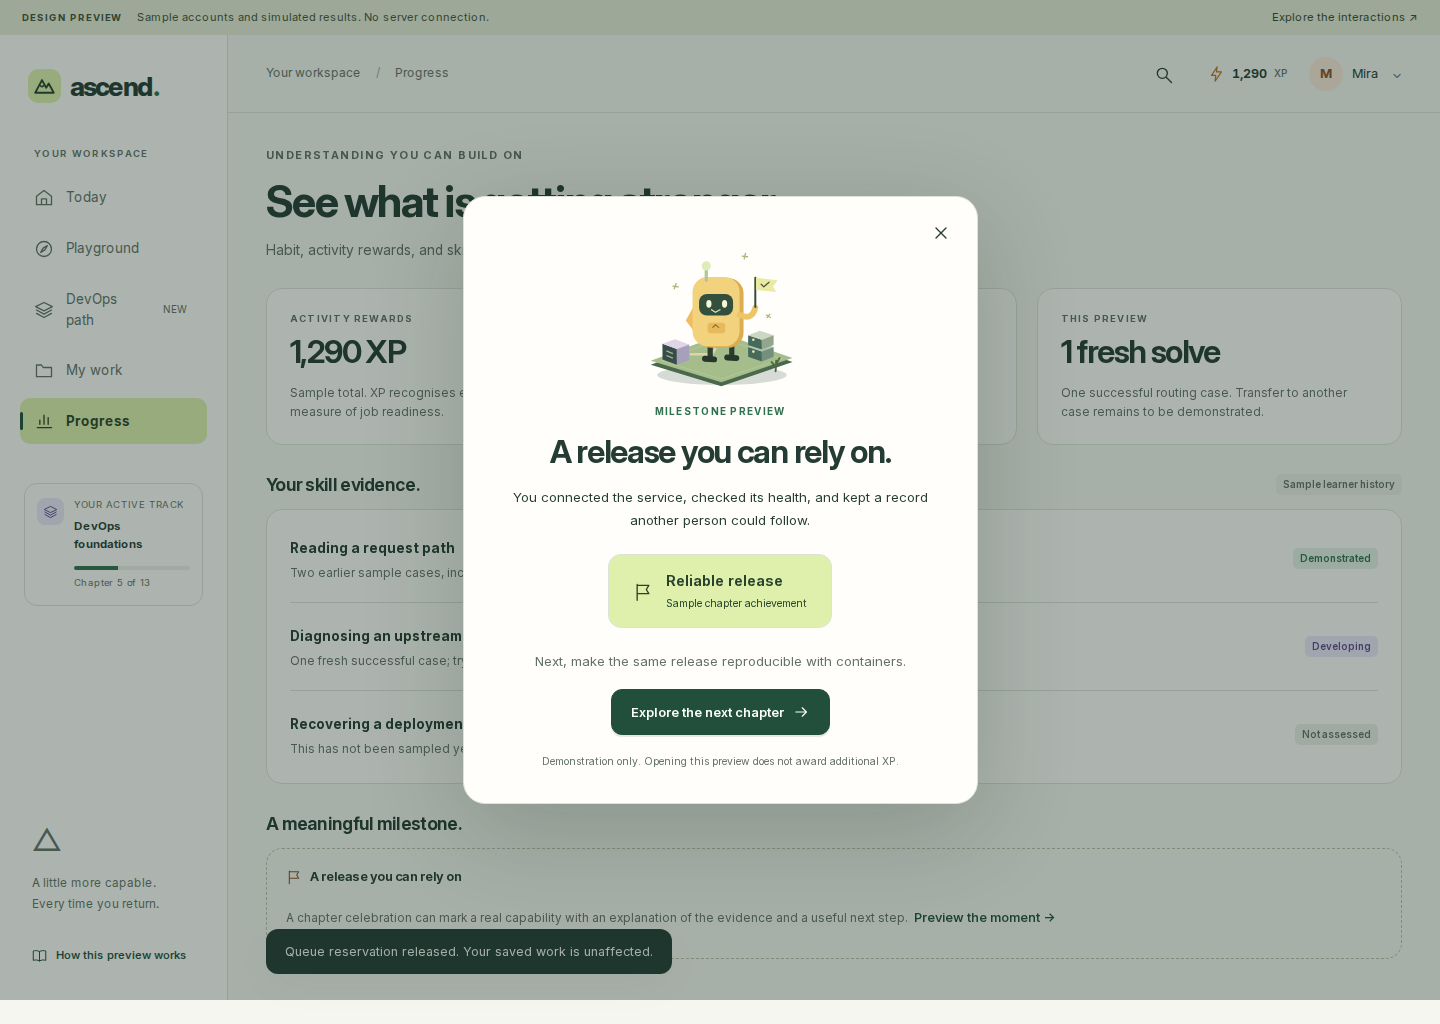 DESIGN PREVIEW Sample accounts and simulated results. No server connection. Explore the interactions ↗
ascend.
Your workspace / Progress
1,290 XP M Mira
YOUR WORKSPACE
Today
Playground
DevOps path NEW
My work
Progress
YOUR ACTIVE TRACK
DevOps
foundations
Chapter 5 of 13
A little more capable.
Every time you return.
How this preview works
UNDERSTANDING YOU CAN BUILD ON
See what is getting stronger
Habit, activity rewards, and
ACTIVITY REWARDS
1,290 XP
Sample total. XP recognises
measure of job readiness.
THIS PREVIEW
1 fresh solve
One successful routing case. Transfer to another
case remains to be demonstrated.
Your skill evidence.
Sample learner history
Reading a request path
Two earlier sample cases,
Demonstrated
Diagnosing an upstream
One fresh successful case;
Developing
Recovering a
This has not been sampled
Not assessed
MILESTONE PREVIEW
A release you can rely on.
You connected the service, checked its health, and kept a record
another person could follow.
Reliable release
Sample chapter achievement
Next, make the same release reproducible with containers.
Explore the next chapter →
Demonstration only. Opening this preview does not award additional XP.
A meaningful milestone.
A release you can rely on
A chapter celebration can mark a real capability with an explanation of the evidence and a useful next step. Preview the moment →
Queue reservation released. Your saved work is unaffected.